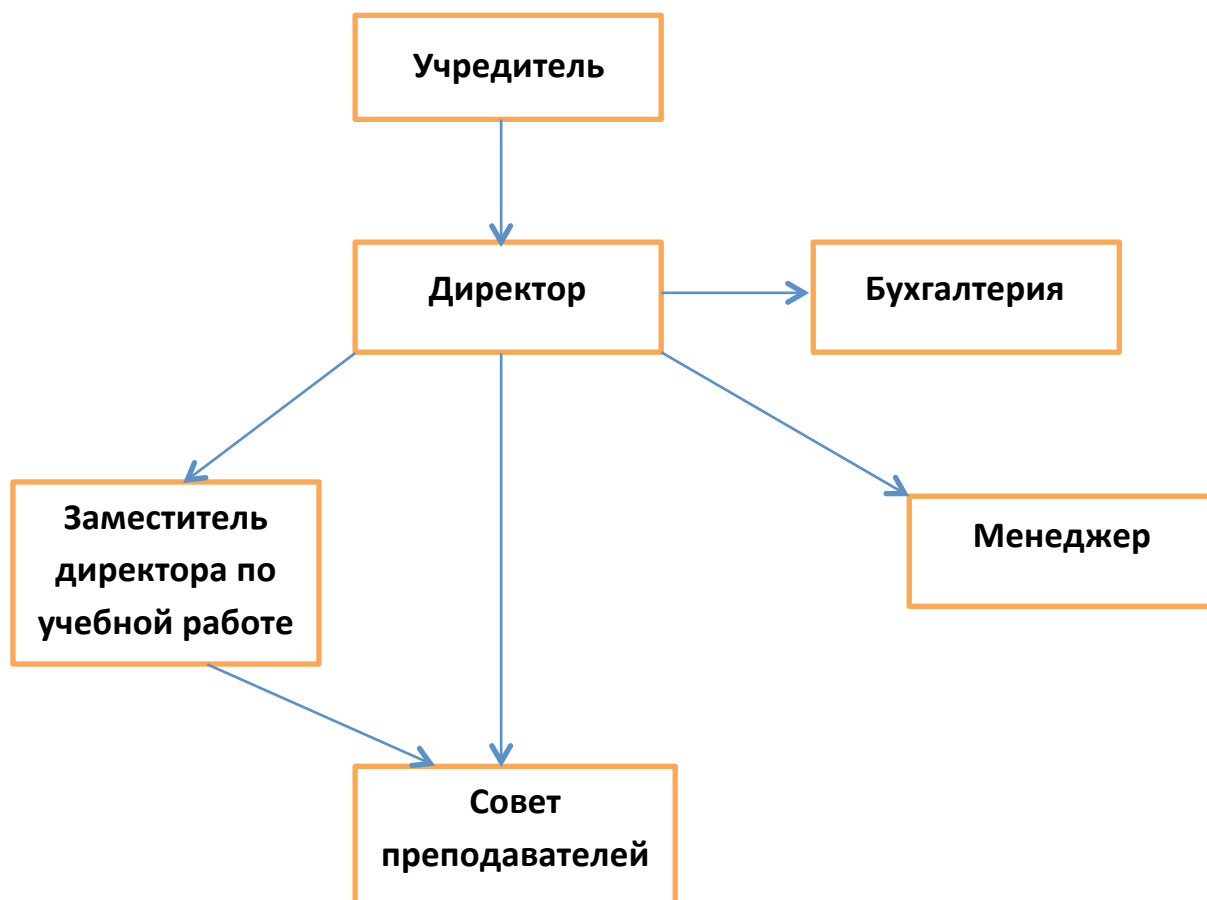 Учредитель
Директор
Бухгалтерия
Заместитель
директора по
учебной работе
Менеджер
Совет
преподавателей